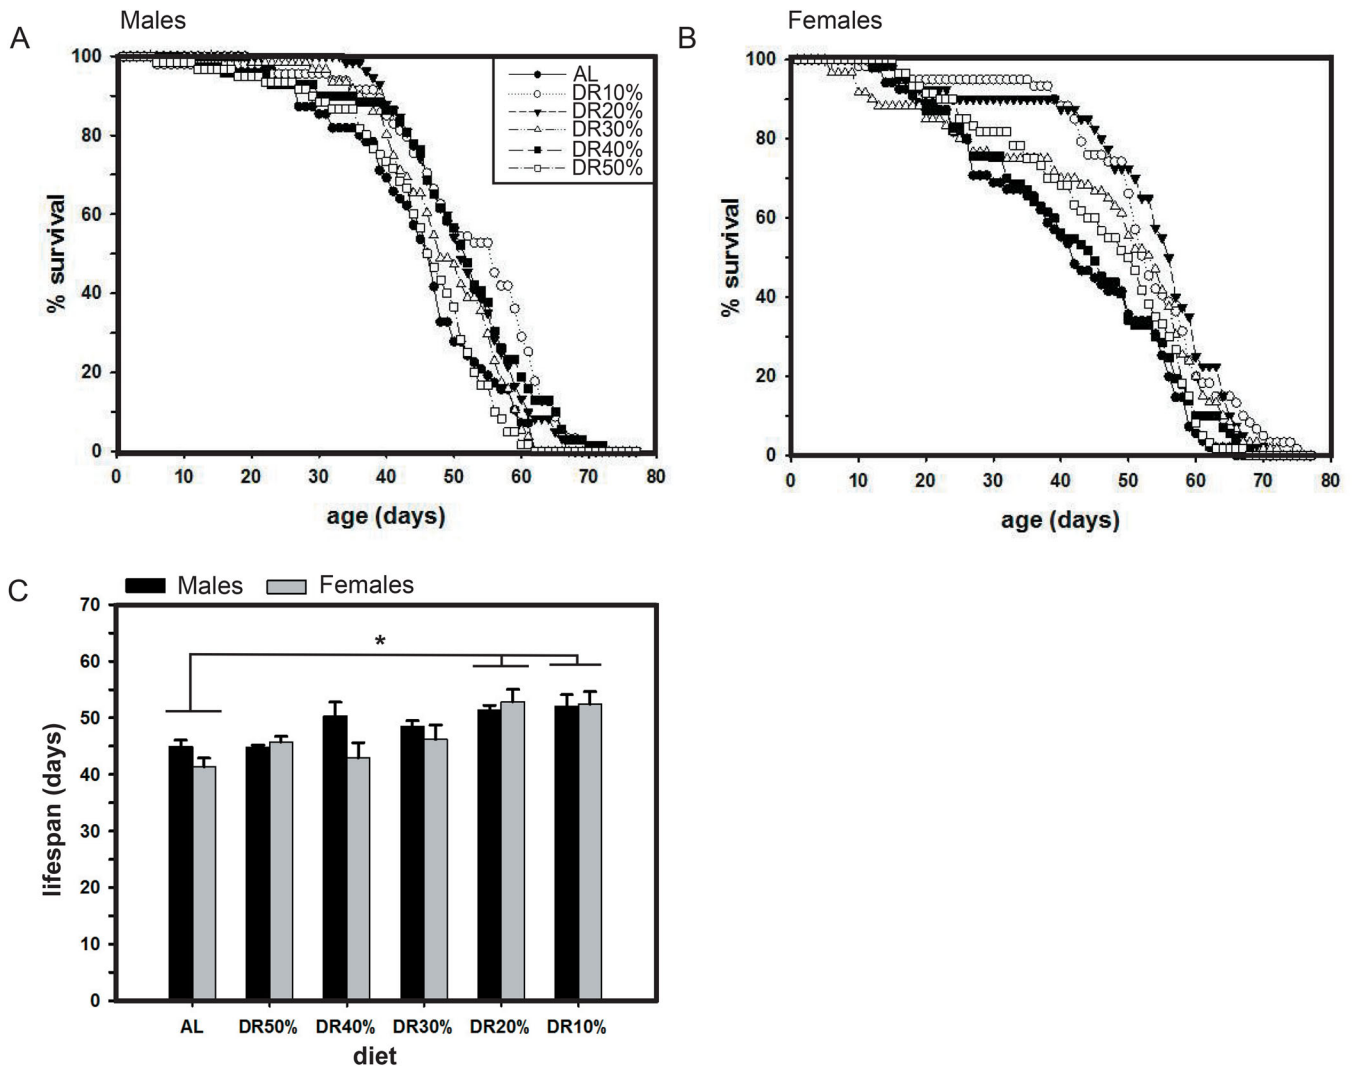 A
Males
AL
DR10%
DR20%
DR30%
DR40%
DR50%
% survival
100
80
60
40
20
0
0 10 20 30 40 50 60 70 80
age (days)
B
Females
% survival
100
80
60
40
20
0
0 10 20 30 40 50 60 70 80
age (days)
C
Males Females
*
lifespan (days)
70
60
50
40
30
20
10
0
AL DR50% DR40% DR30% DR20% DR10%
diet